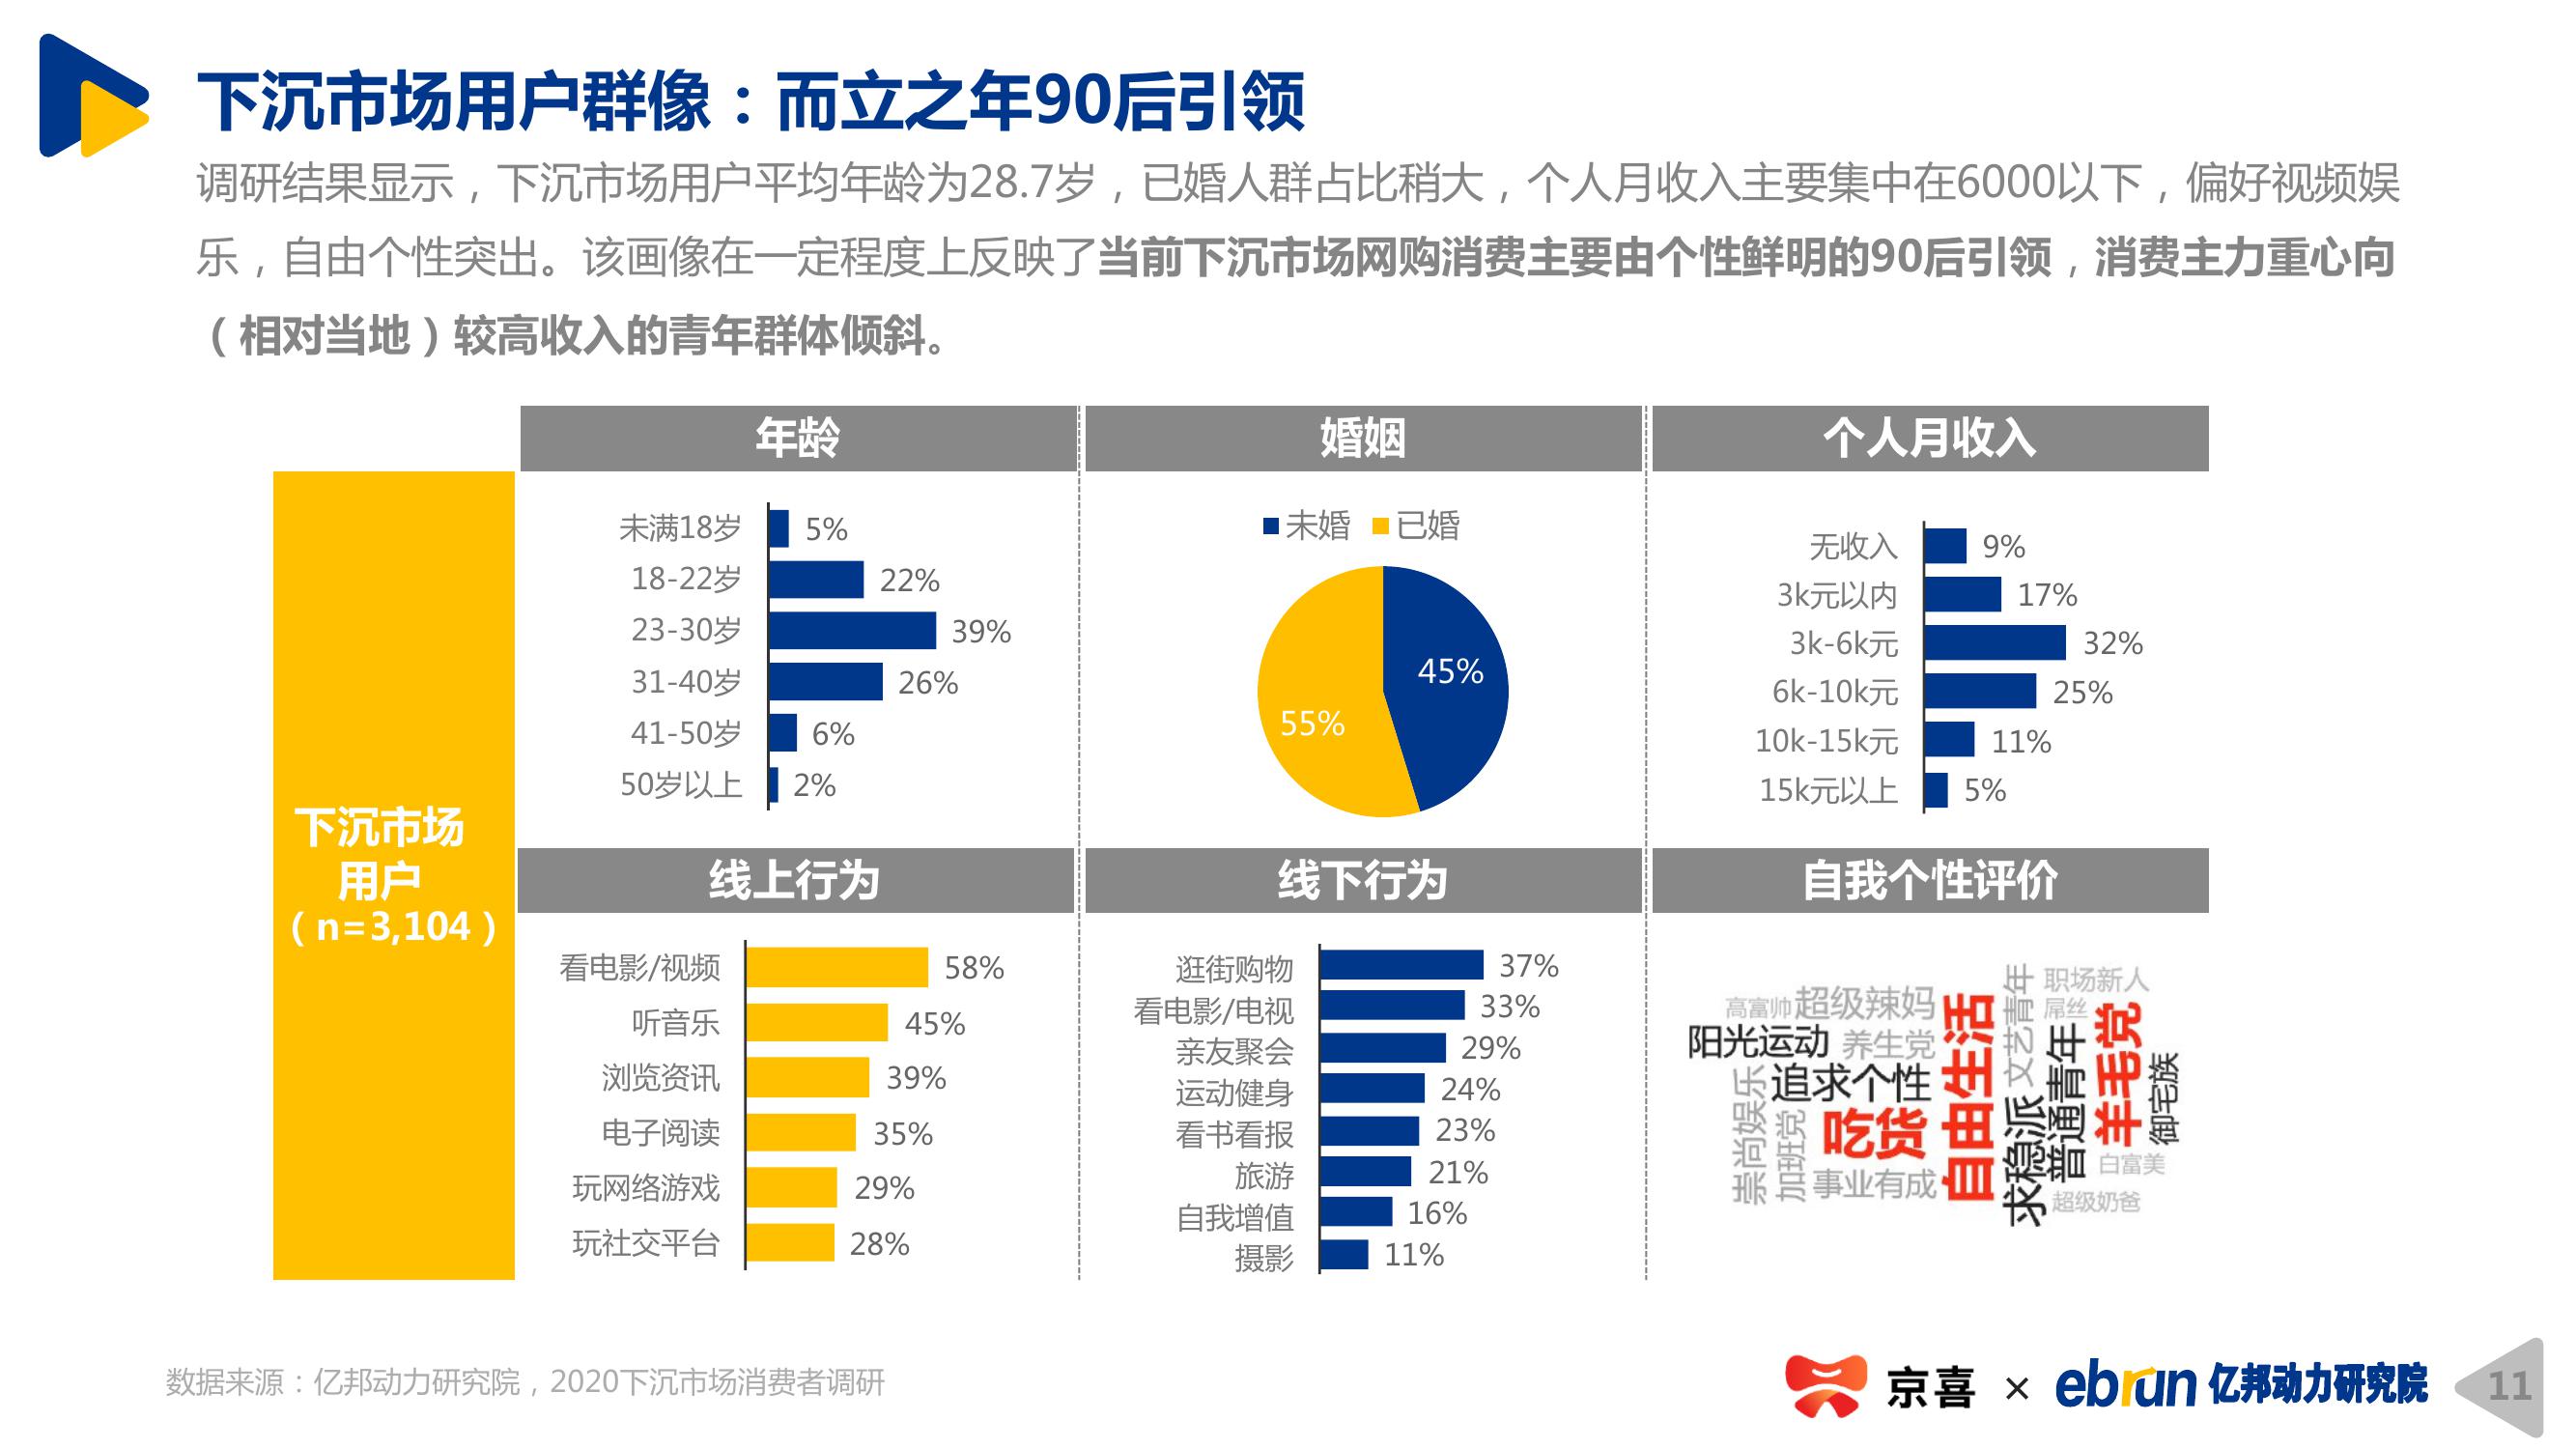 下沉市场用户群像：而立之年90后引领
调研结果显示，下沉市场用户平均年龄为28.7岁，已婚人群占比稍大，个人月收入主要集中在6000以下，偏好视频娱
乐，自由个性突出。该画像在一定程度上反映了当前下沉市场网购消费主要由个性鲜明的90后引领，消费主力重心向
（相对当地）较高收入的青年群体倾斜。
下沉市场
用户
（n=3,104）
年龄
未满18岁 5%
18-22岁 22%
23-30岁 39%
31-40岁 26%
41-50岁 6%
50岁以上 2%
婚姻
未婚 已婚
45%
55%
个人月收入
无收入 9%
3k元以内 17%
3k-6k元 32%
6k-10k元 25%
10k-15k元 11%
15k元以上 5%
线上行为
看电影/视频 58%
听音乐 45%
浏览资讯 39%
电子阅读 35%
玩网络游戏 29%
玩社交平台 28%
线下行为
逛街购物 37%
看电影/电视 33%
亲友聚会 29%
运动健身 24%
看书看报 23%
旅游 21%
自我增值 16%
摄影 11%
自我个性评价
高富帅
超级辣妈
阳光运动
养生党
追求个性
崇尚娱乐
加班党
吃货
事业有成
自由生活
文艺青年
求稳派
职场新人
屌丝
普通青年
羊毛党
御宅族
白富美
超级奶爸
数据来源：亿邦动力研究院，2020下沉市场消费者调研
京喜 × ebrun 亿邦动力研究院
11